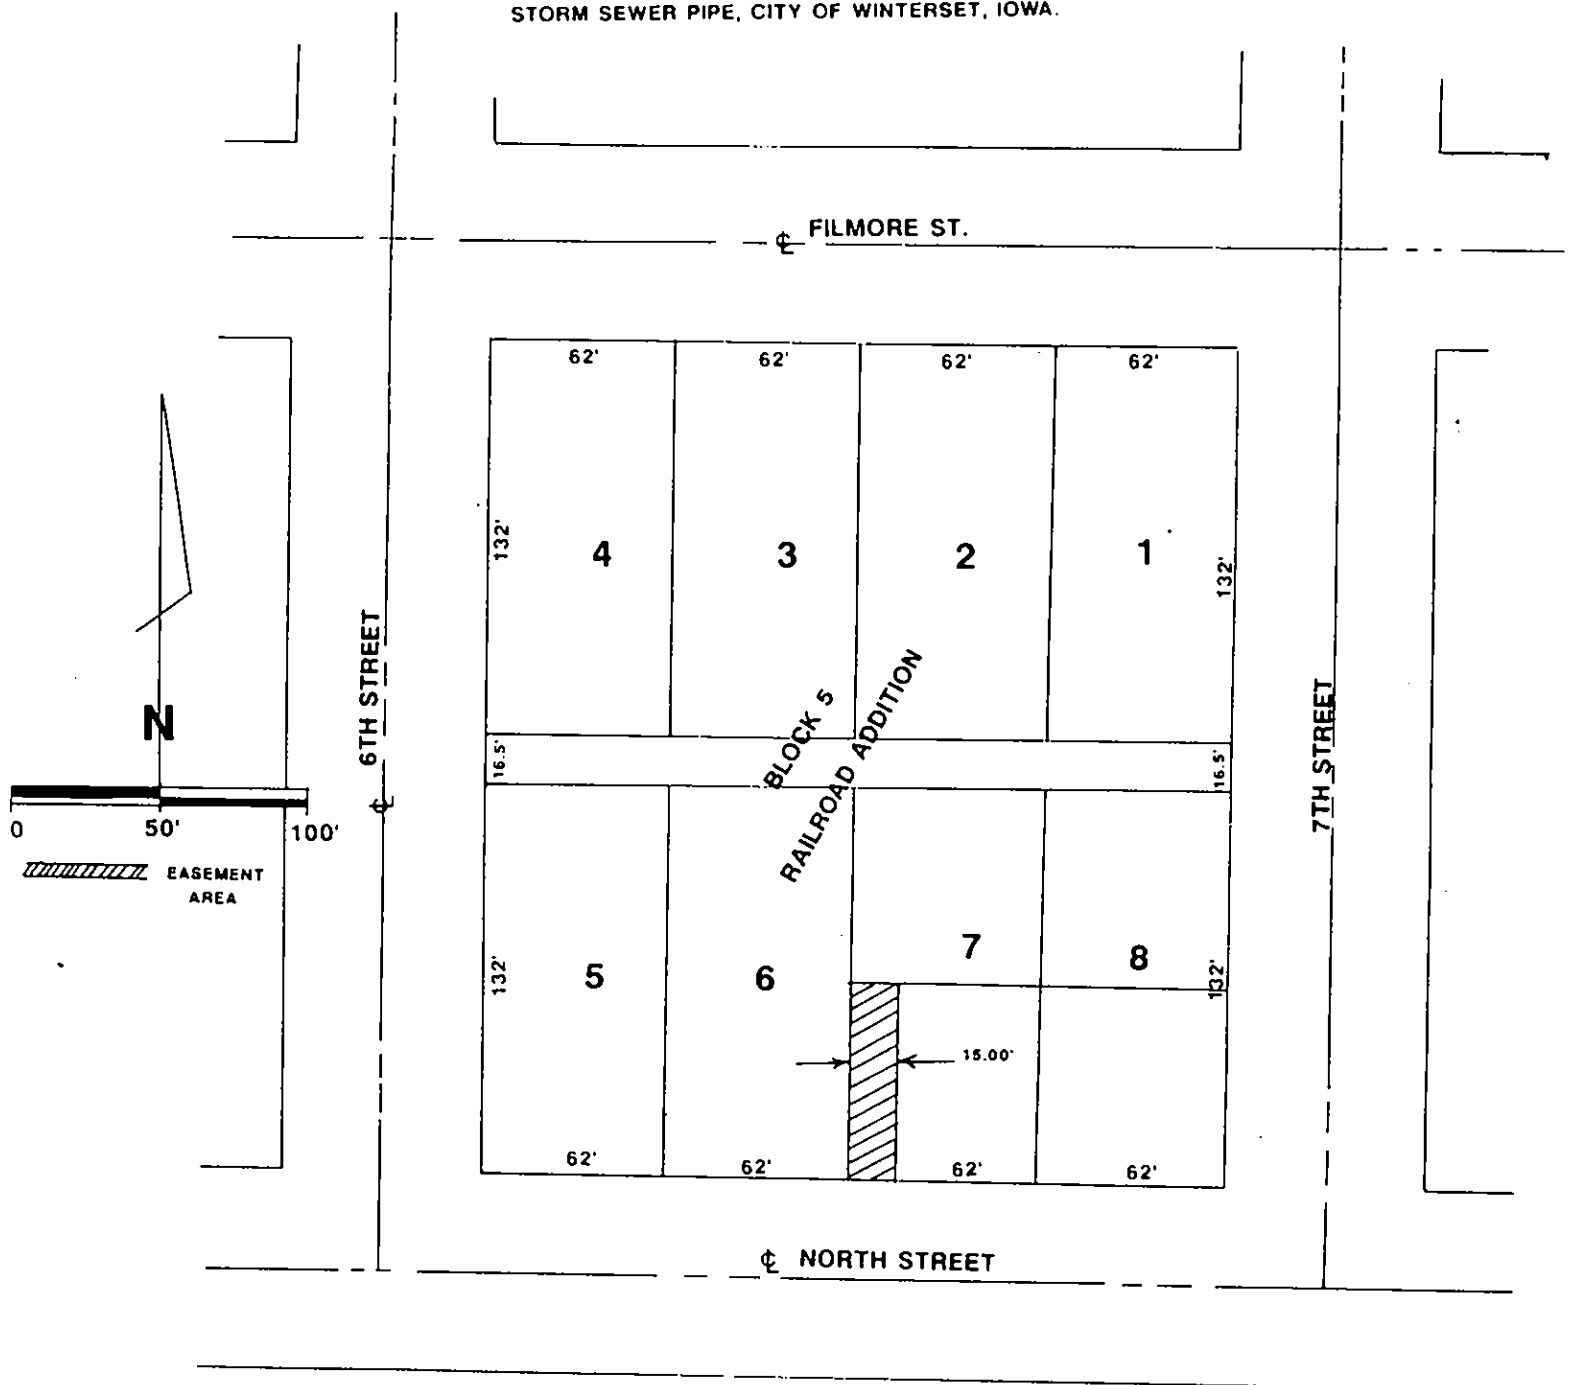 STORM SEWER PIPE, CITY OF WINTERSET, IOWA.
℄ FILMORE ST.
62' 62' 62' 62'
132' 4 3 2 1 132'
6TH STREET ℄
7TH STREET
N
BLOCK 5
RAILROAD ADDITION
16.5' 16.5'
0 50' 100'
EASEMENT
AREA
132' 5 6 7 8 132'
15.00'
62' 62' 62' 62'
℄ NORTH STREET